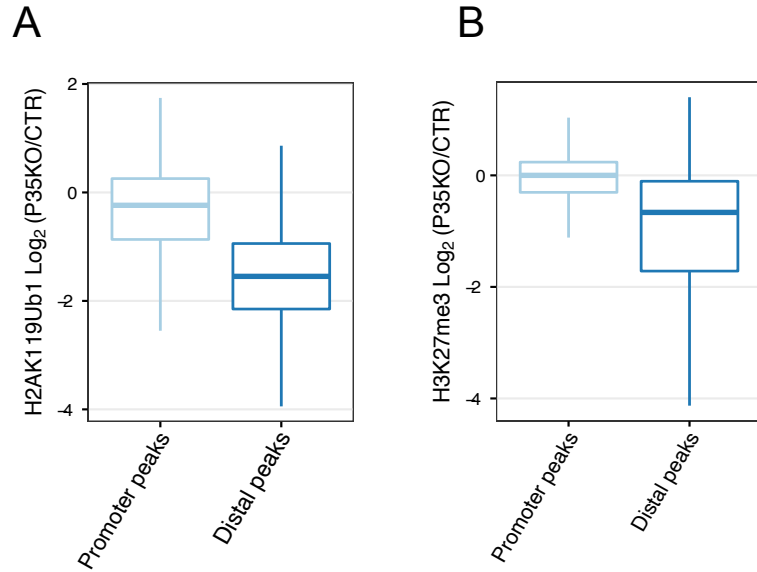 A
H2AK119Ub1 Log₂ (P35KO/CTR)
2
0
-2
-4
Promoter peaks
Distal peaks
B
H3K27me3 Log₂ (P35KO/CTR)
0
-2
-4
Promoter peaks
Distal peaks